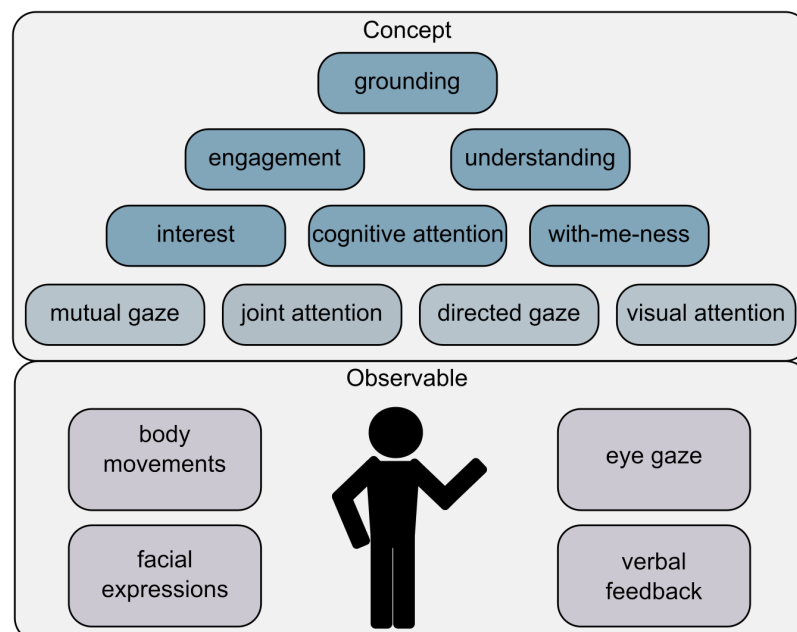 Concept
grounding
engagement
understanding
interest
cognitive attention
with-me-ness
mutual gaze
joint attention
directed gaze
visual attention
Observable
body
movements
eye gaze
facial
expressions
verbal
feedback